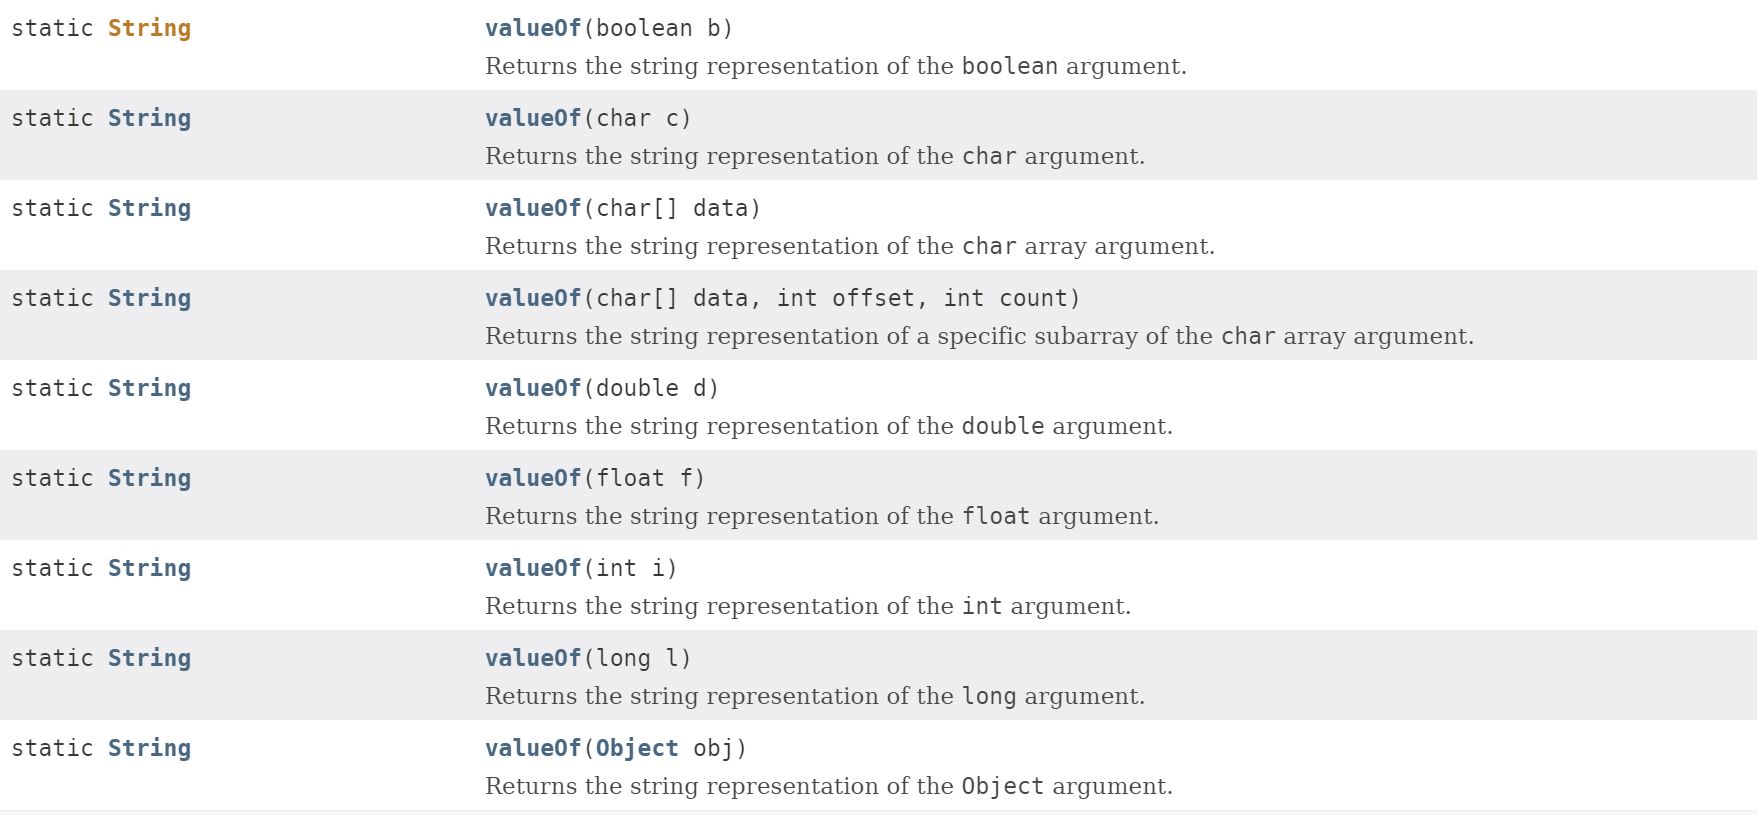 static String valueOf(boolean b)
Returns the string representation of the boolean argument.
static String valueOf(char c)
Returns the string representation of the char argument.
static String valueOf(char[] data)
Returns the string representation of the char array argument.
static String valueOf(char[] data, int offset, int count)
Returns the string representation of a specific subarray of the char array argument.
static String valueOf(double d)
Returns the string representation of the double argument.
static String valueOf(float f)
Returns the string representation of the float argument.
static String valueOf(int i)
Returns the string representation of the int argument.
static String valueOf(long l)
Returns the string representation of the long argument.
static String valueOf(Object obj)
Returns the string representation of the Object argument.